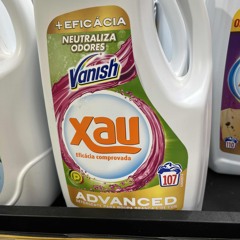 + EFICÁCIA
NEUTRALIZA
ODORES
Vanish
xau
Eficácia comprovada
107
ADVANCED